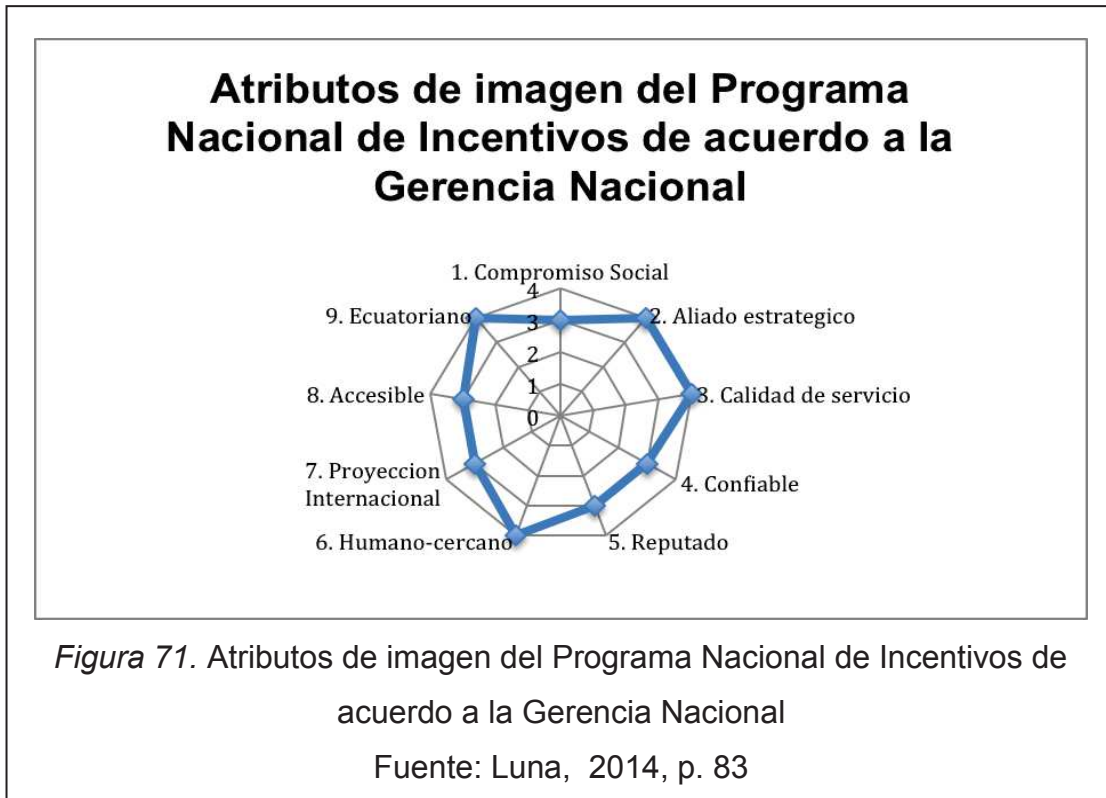 Atributos de imagen del Programa
Nacional de Incentivos de acuerdo a la
Gerencia Nacional
1. Compromiso Social
4
3
2
1
0
2. Aliado estrategico
3. Calidad de servicio
4. Confiable
5. Reputado
6. Humano-cercano
7. Proyeccion
Internacional
8. Accesible
9. Ecuatoriano
Figura 71. Atributos de imagen del Programa Nacional de Incentivos de
acuerdo a la Gerencia Nacional
Fuente: Luna, 2014, p. 83